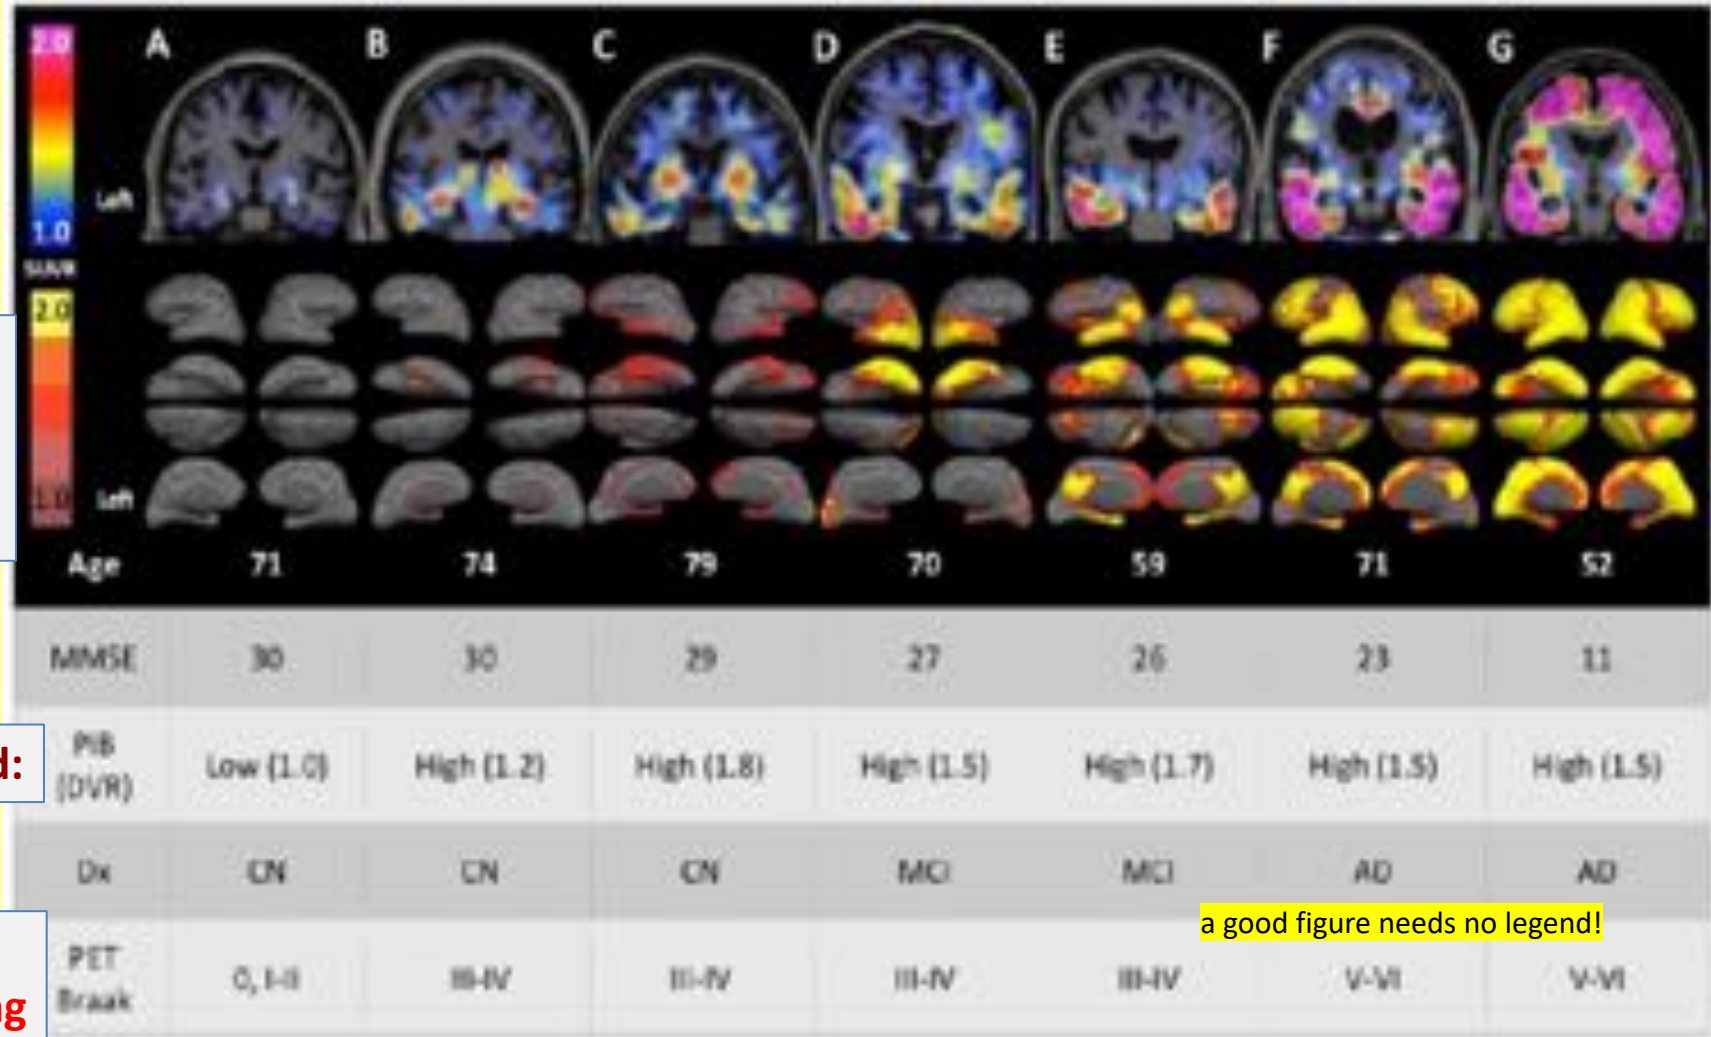 2.0
A B C D E F G
Left
1.0
SUVR
2.0
1.0
Left
Age 71 74 79 70 59 71 52
MMSE 30 30 29 27 26 23 11
PIB
(DVR) Low (1.0) High (1.2) High (1.8) High (1.5) High (1.7) High (1.5) High (1.5)
d:
Dx CN CN CN MCI MCI AD AD
a good figure needs no legend!
PET
Braak 0, I-II III-IV III-IV III-IV III-IV V-VI V-VI
g